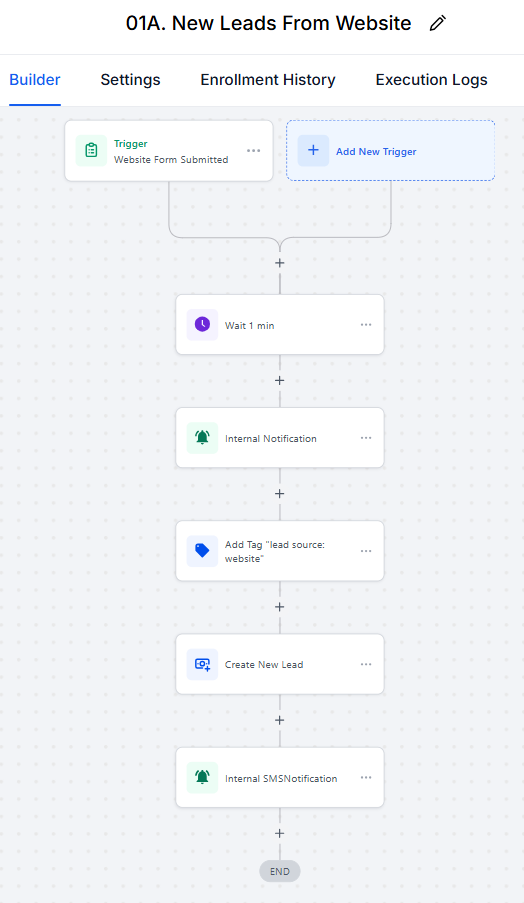 01A. New Leads From Website
Builder
Settings
Enrollment History
Execution Logs
Trigger
Website Form Submitted
Add New Trigger
Wait 1 min
Internal Notification
Add Tag "lead source:
website"
Create New Lead
Internal SMSNotification
END